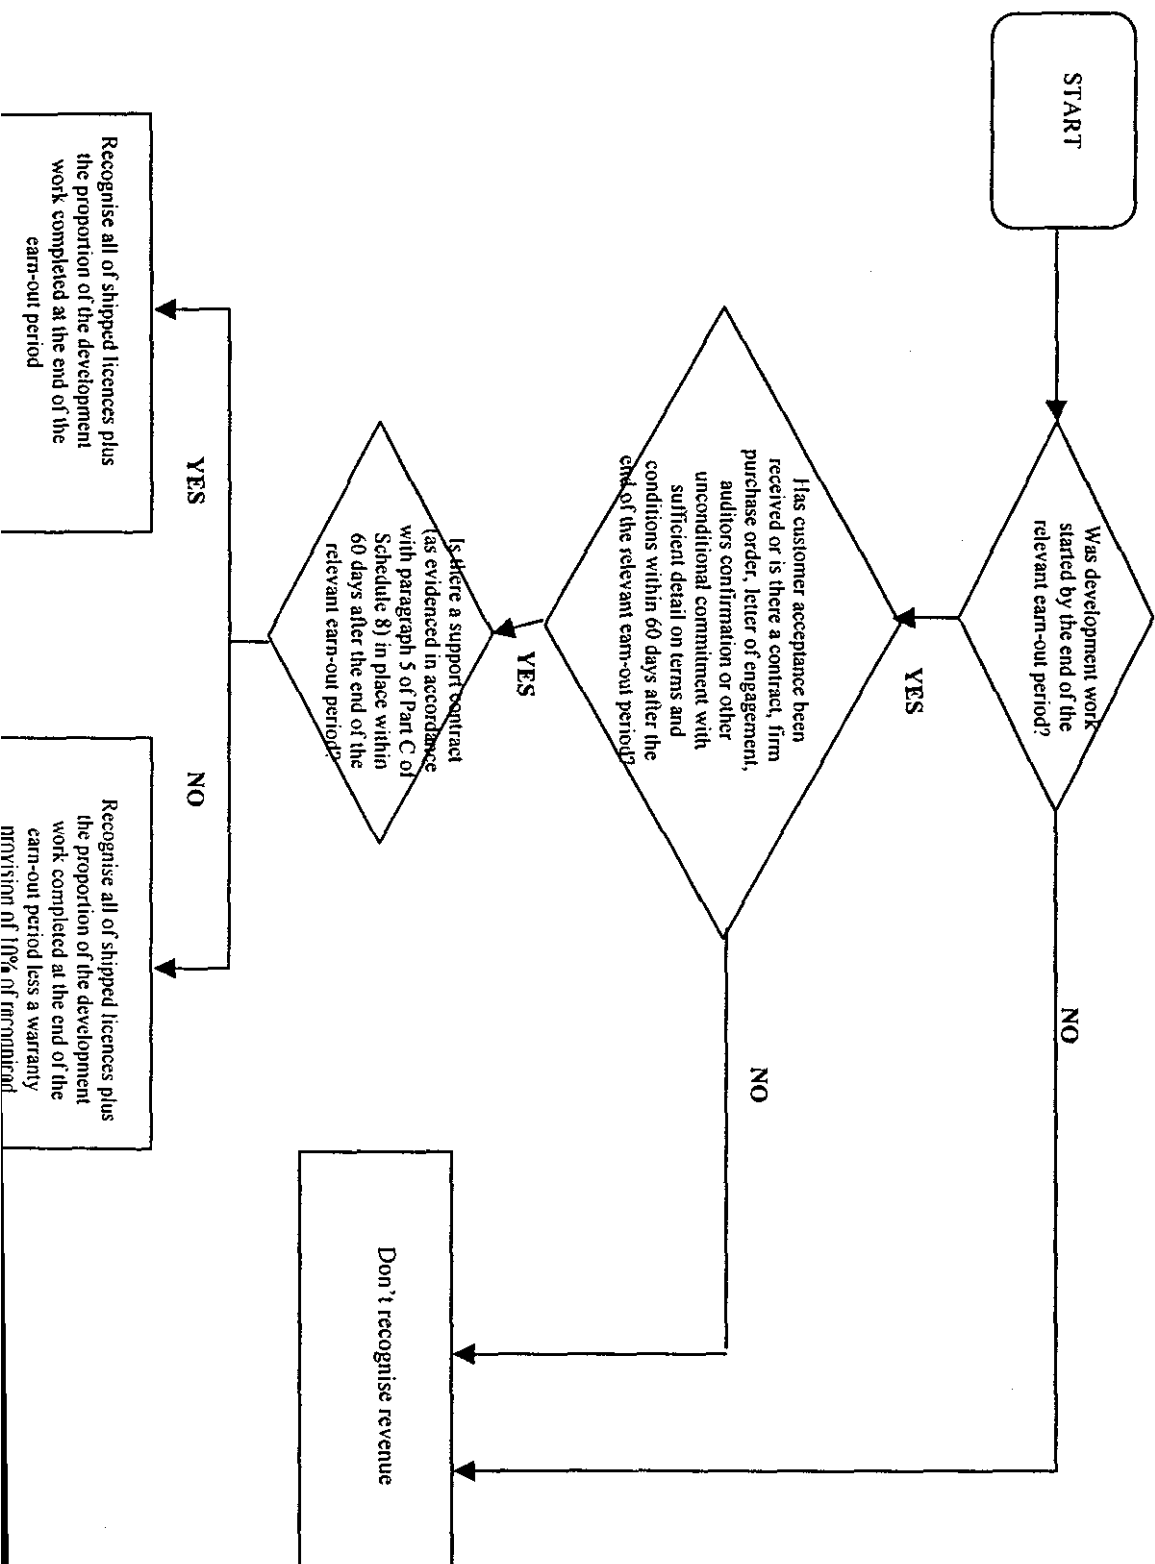 START
Was development work
started by the end of the
relevant earn-out period?
NO
YES
Has customer acceptance been
received or is there a contract, firm
purchase order, letter of engagement,
auditors confirmation or other
unconditional commitment with
sufficient detail on terms and
conditions within 60 days after the
end of the relevant earn-out period?
NO
YES
Is there a support contract
(as evidenced in accordance
with paragraph 5 of Part C of
Schedule 8) in place within
60 days after the end of the
relevant earn-out period?
Don't recognise revenue
YES
NO
Recognise all of shipped licences plus
the proportion of the development
work completed at the end of the
earn-out period
Recognise all of shipped licences plus
the proportion of the development
work completed at the end of the
earn-out period less a warranty
provision of 10% of recognised